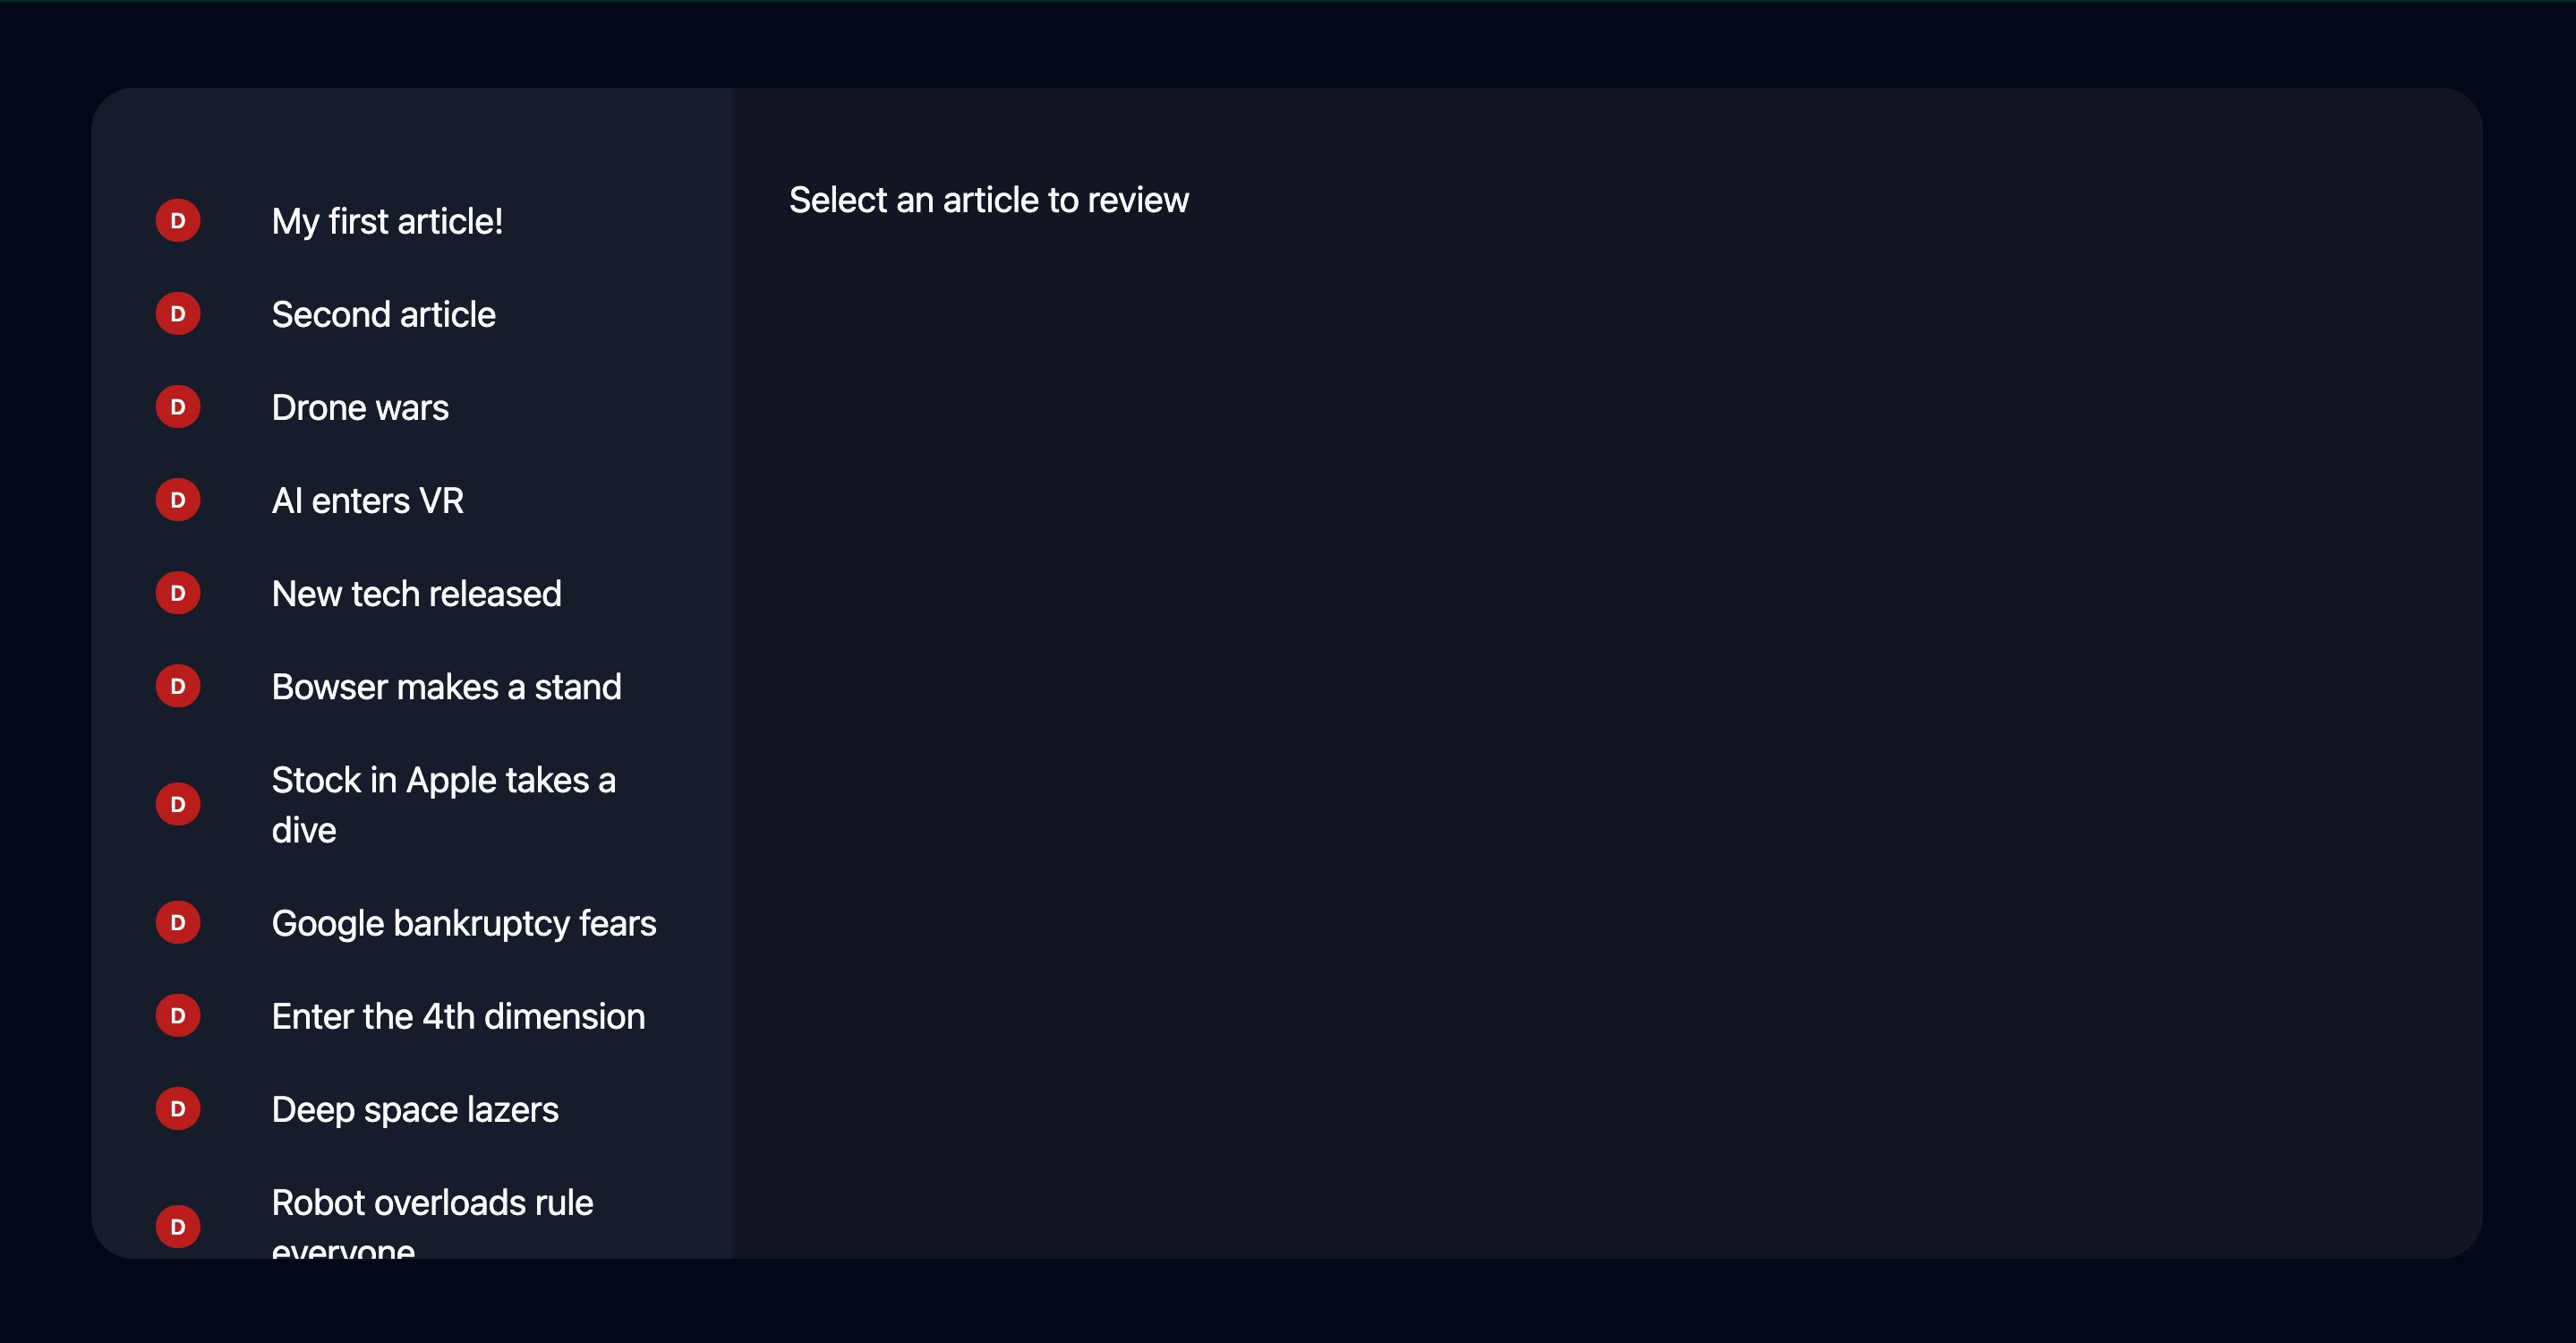 D My first article!
Select an article to review
D Second article
D Drone wars
D AI enters VR
D New tech released
D Bowser makes a stand
D Stock in Apple takes a
dive
D Google bankruptcy fears
D Enter the 4th dimension
D Deep space lazers
D Robot overloads rule
everyone